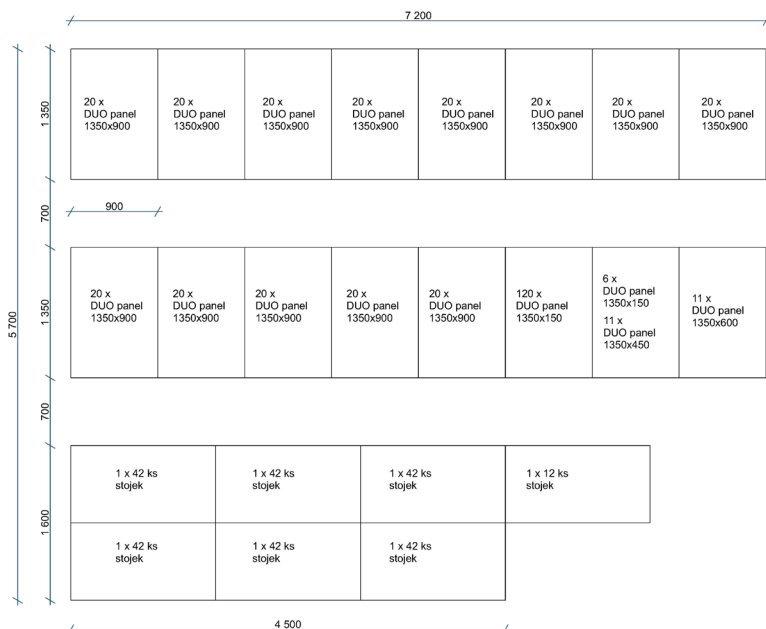 7 200
5 700
1 350
20 x
DUO panel
1350x900
20 x
DUO panel
1350x900
20 x
DUO panel
1350x900
20 x
DUO panel
1350x900
20 x
DUO panel
1350x900
20 x
DUO panel
1350x900
20 x
DUO panel
1350x900
20 x
DUO panel
1350x900
700
900
1 350
20 x
DUO panel
1350x900
20 x
DUO panel
1350x900
20 x
DUO panel
1350x900
20 x
DUO panel
1350x900
20 x
DUO panel
1350x900
120 x
DUO panel
1350x150
6 x
DUO panel
1350x150
11 x
DUO panel
1350x450
11 x
DUO panel
1350x600
700
1 600
1 x 42 ks
stojek
1 x 42 ks
stojek
1 x 42 ks
stojek
1 x 12 ks
stojek
1 x 42 ks
stojek
1 x 42 ks
stojek
1 x 42 ks
stojek
4 500